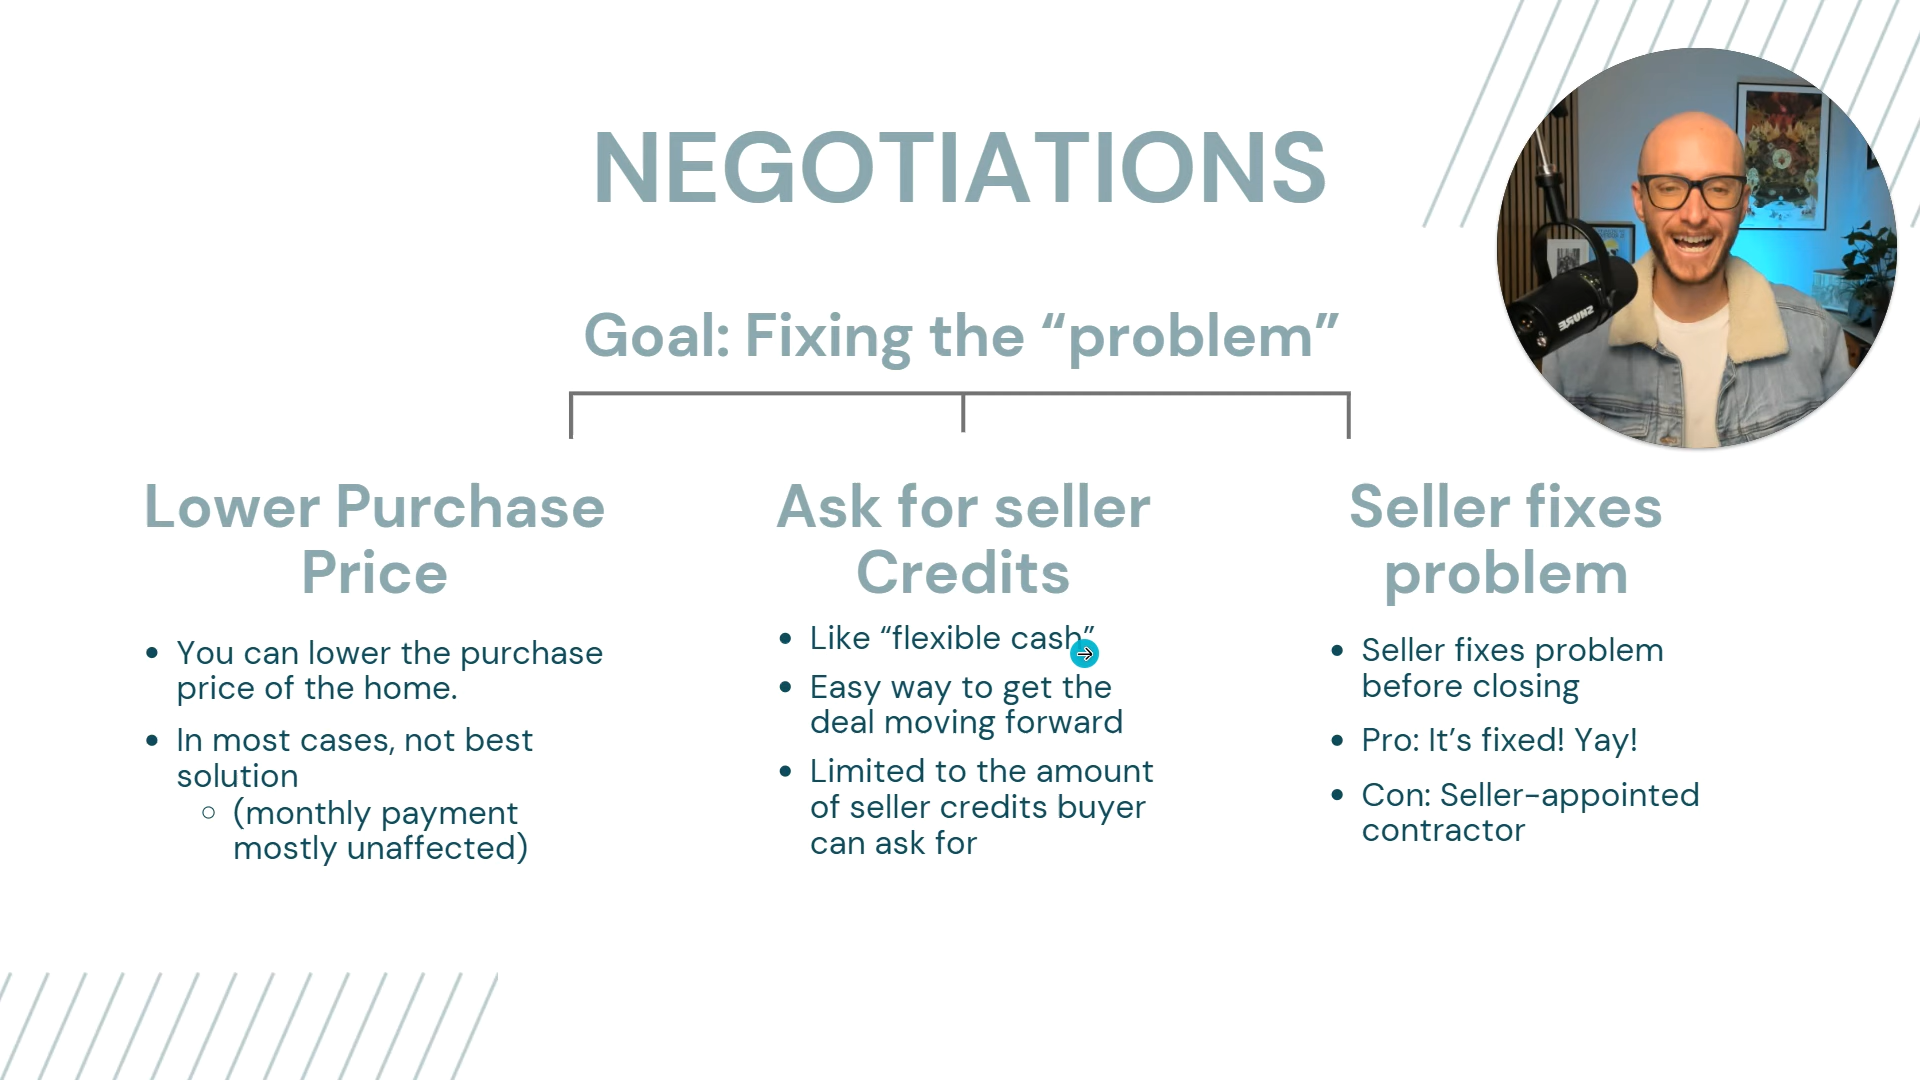 NEGOTIATIONS
Goal: Fixing the “problem”
Lower Purchase
Price
• You can lower the purchase
price of the home.
• In most cases, not best
solution
○ (monthly payment
mostly unaffected)
Ask for seller
Credits
• Like “flexible cash”
• Easy way to get the
deal moving forward
• Limited to the amount
of seller credits buyer
can ask for
Seller fixes
problem
• Seller fixes problem
before closing
• Pro: It’s fixed! Yay!
• Con: Seller-appointed
contractor
SHURE